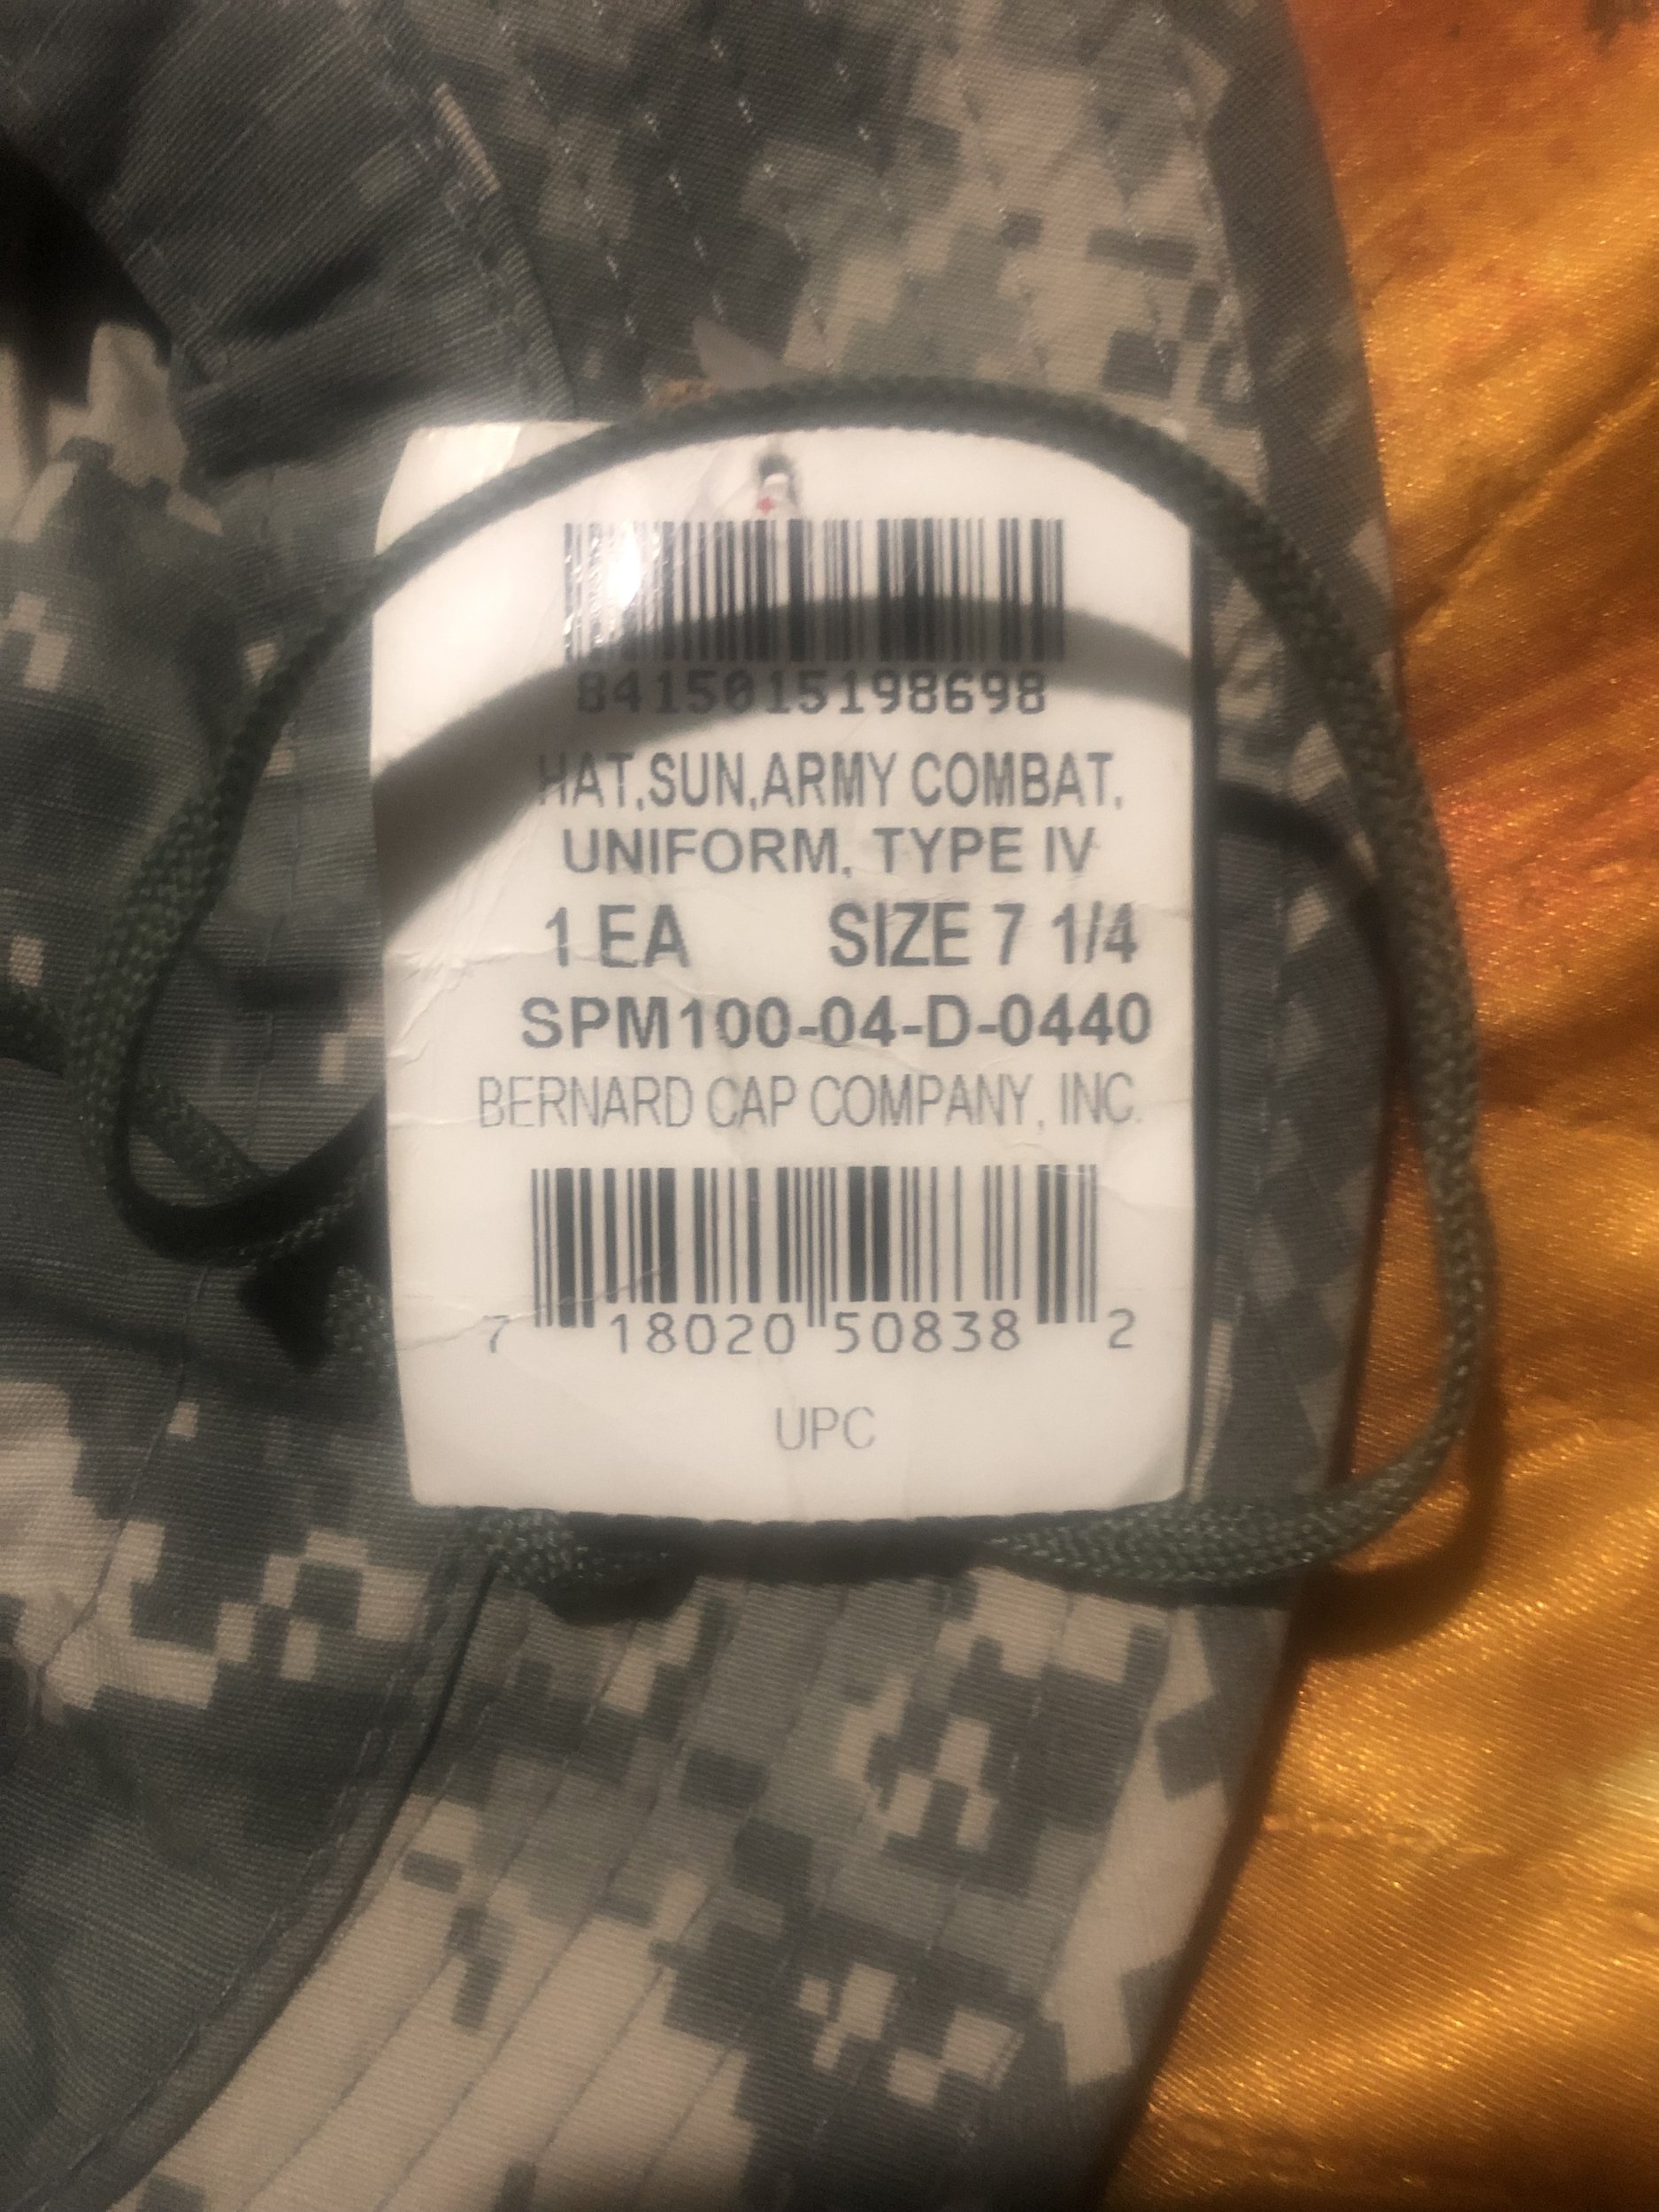 8415015198698
HAT,SUN,ARMY COMBAT,
UNIFORM, TYPE IV
1 EA SIZE 7 1/4
SPM100-04-D-0440
BERNARD CAP COMPANY, INC.
7 18020 50838 2
UPC